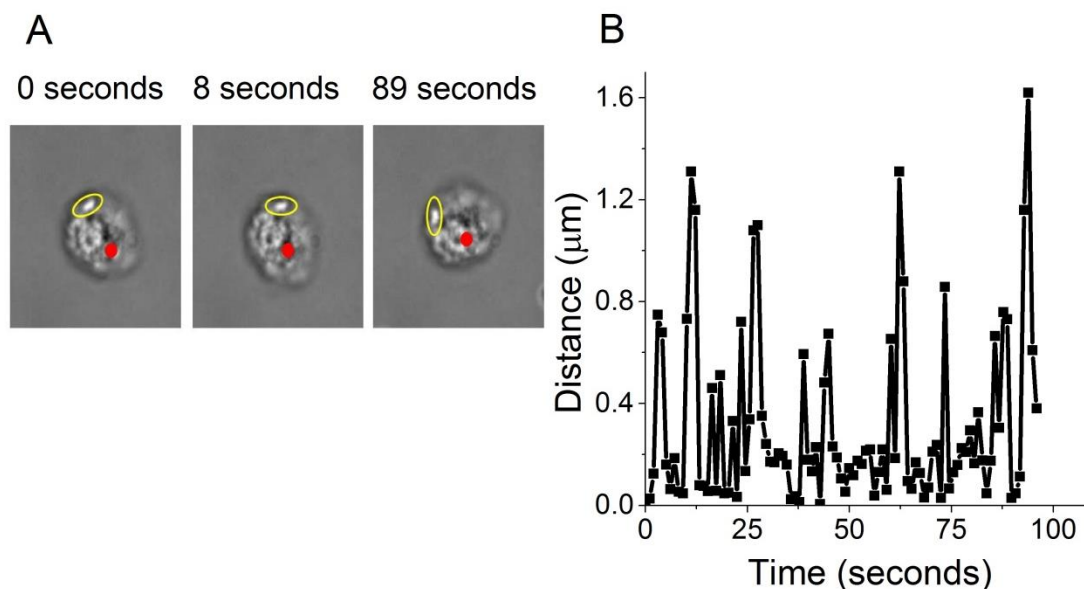 A
0 seconds
8 seconds
89 seconds
B
Distance (μm)
1.6
1.2
0.8
0.4
0.0
0
25
50
75
100
Time (seconds)